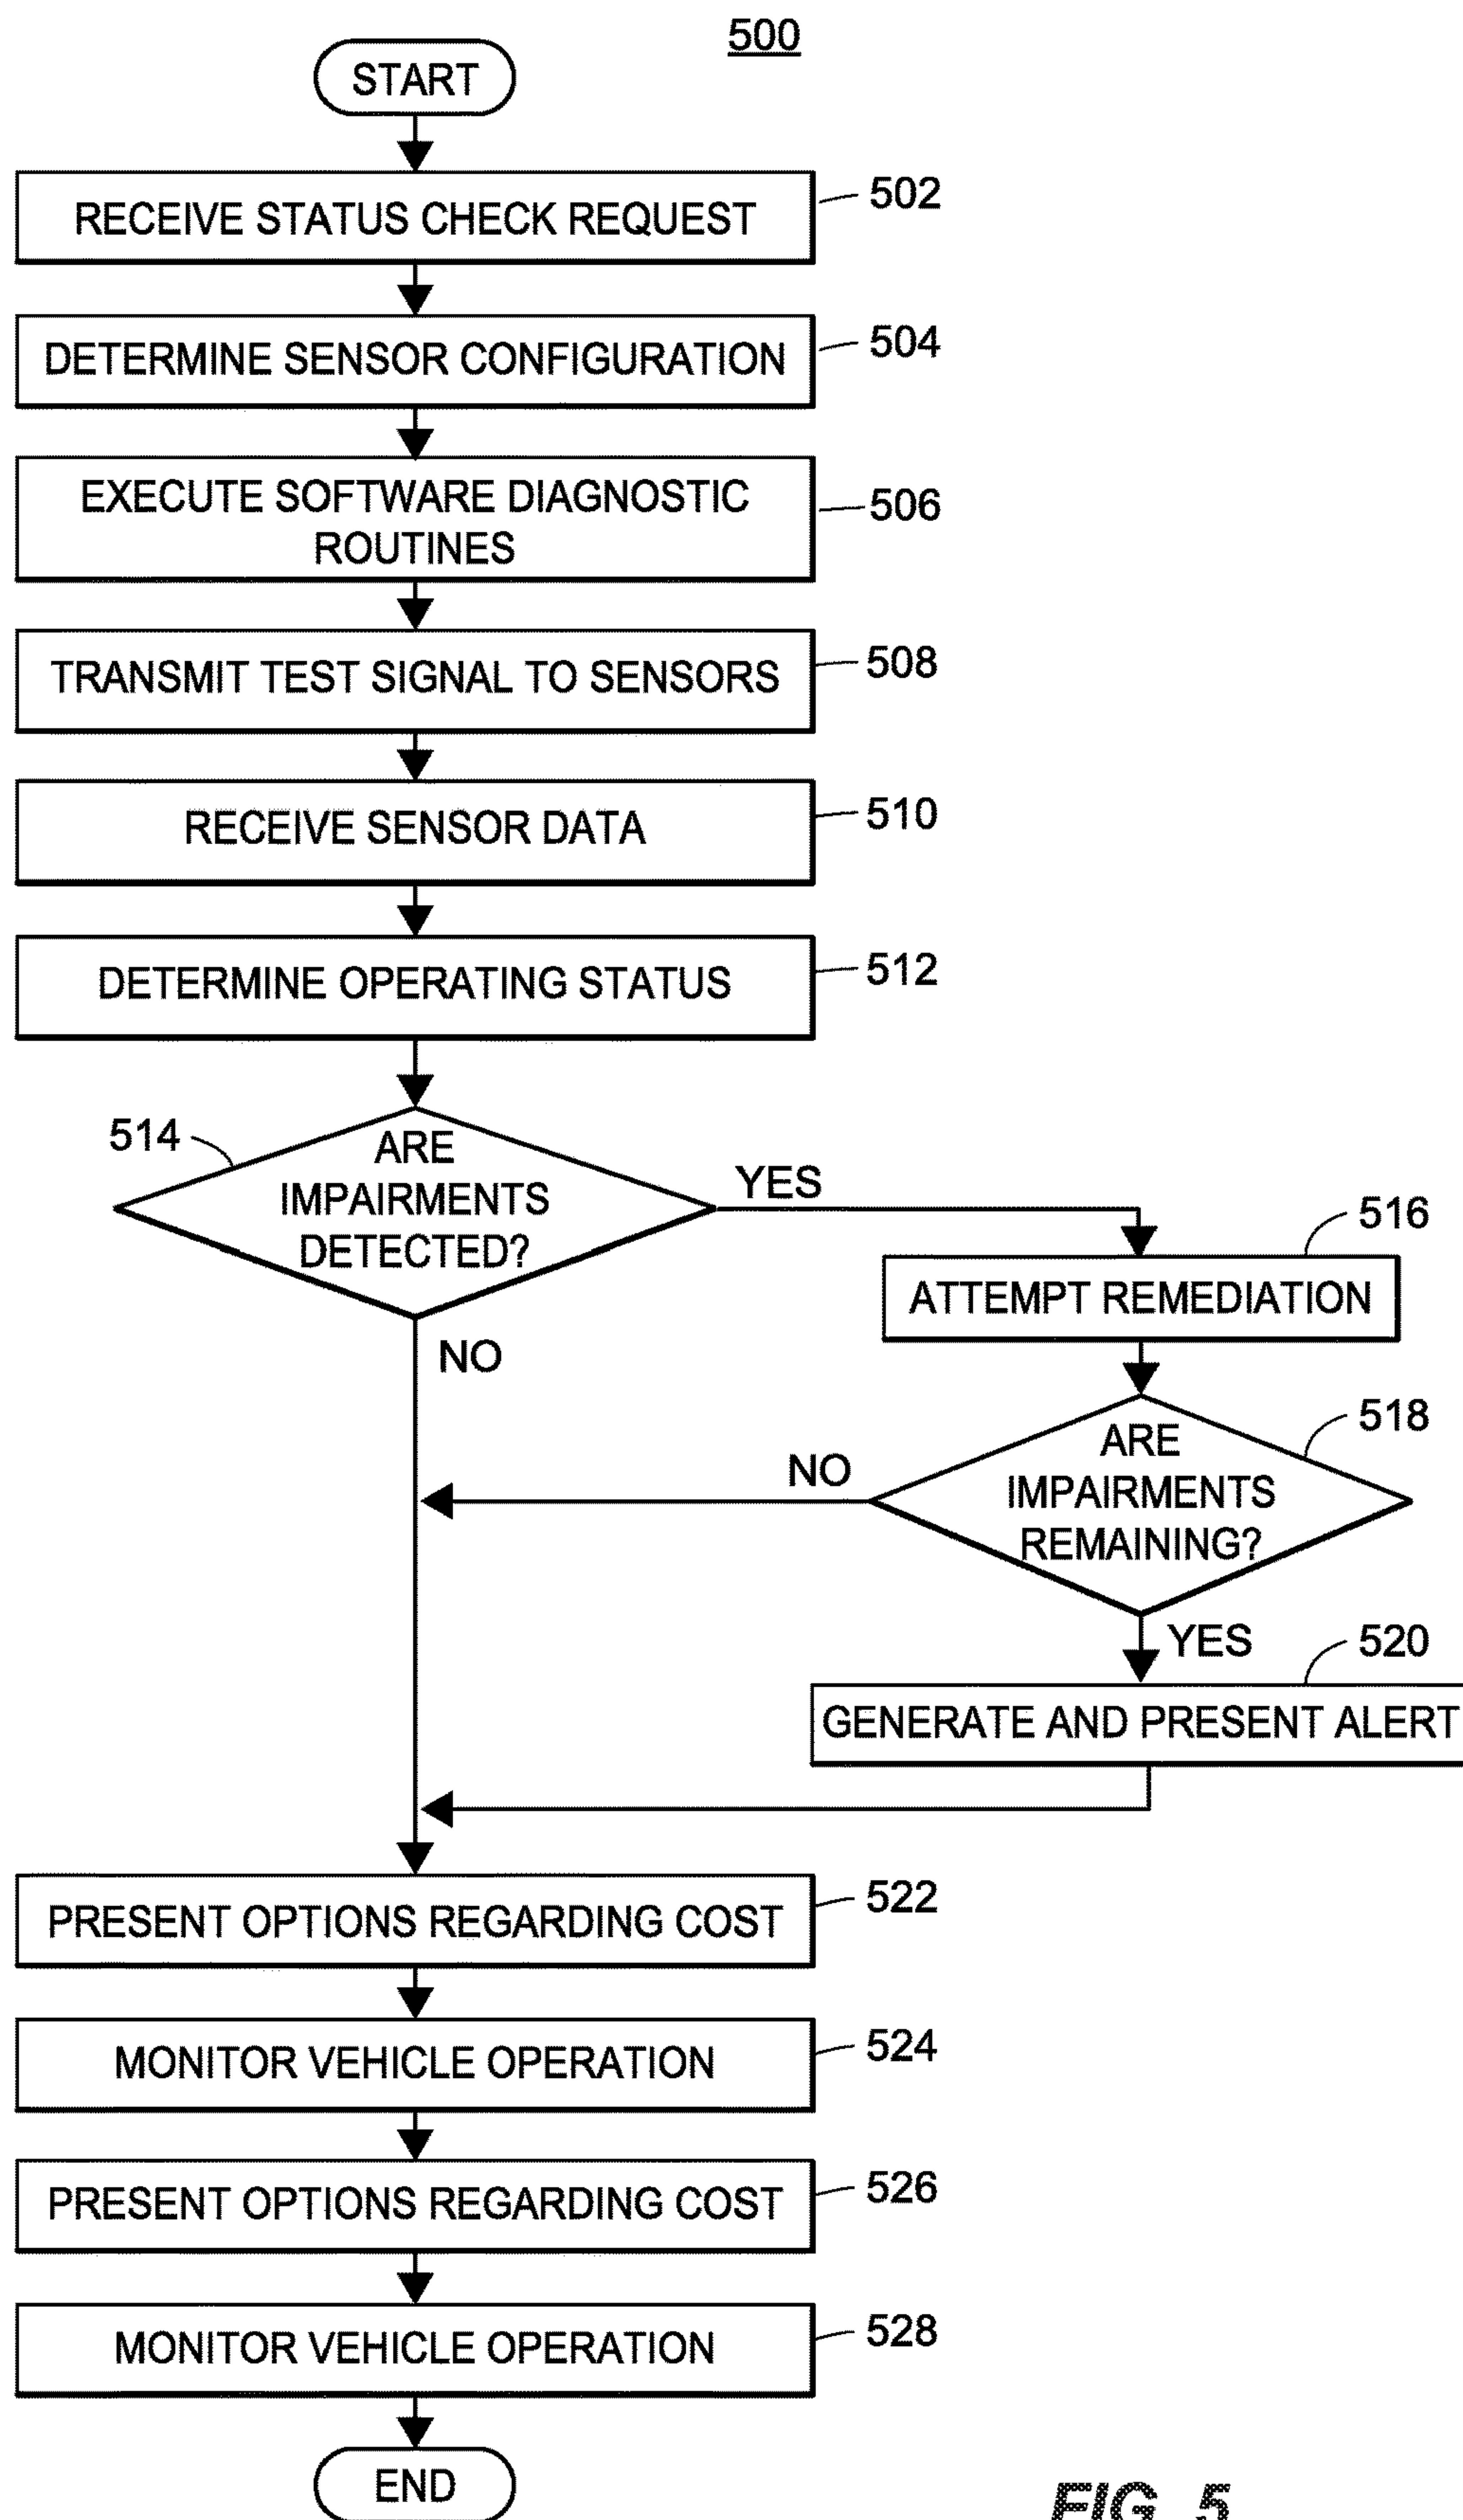 500
START
RECEIVE STATUS CHECK REQUEST
502
DETERMINE SENSOR CONFIGURATION
504
EXECUTE SOFTWARE DIAGNOSTIC
ROUTINES
506
TRANSMIT TEST SIGNAL TO SENSORS
508
RECEIVE SENSOR DATA
510
DETERMINE OPERATING STATUS
512
514
ARE
IMPAIRMENTS
DETECTED?
YES
NO
516
ATTEMPT REMEDIATION
518
ARE
IMPAIRMENTS
REMAINING?
NO
YES
520
GENERATE AND PRESENT ALERT
PRESENT OPTIONS REGARDING COST
522
MONITOR VEHICLE OPERATION
524
PRESENT OPTIONS REGARDING COST
526
MONITOR VEHICLE OPERATION
528
END
FIG. 5